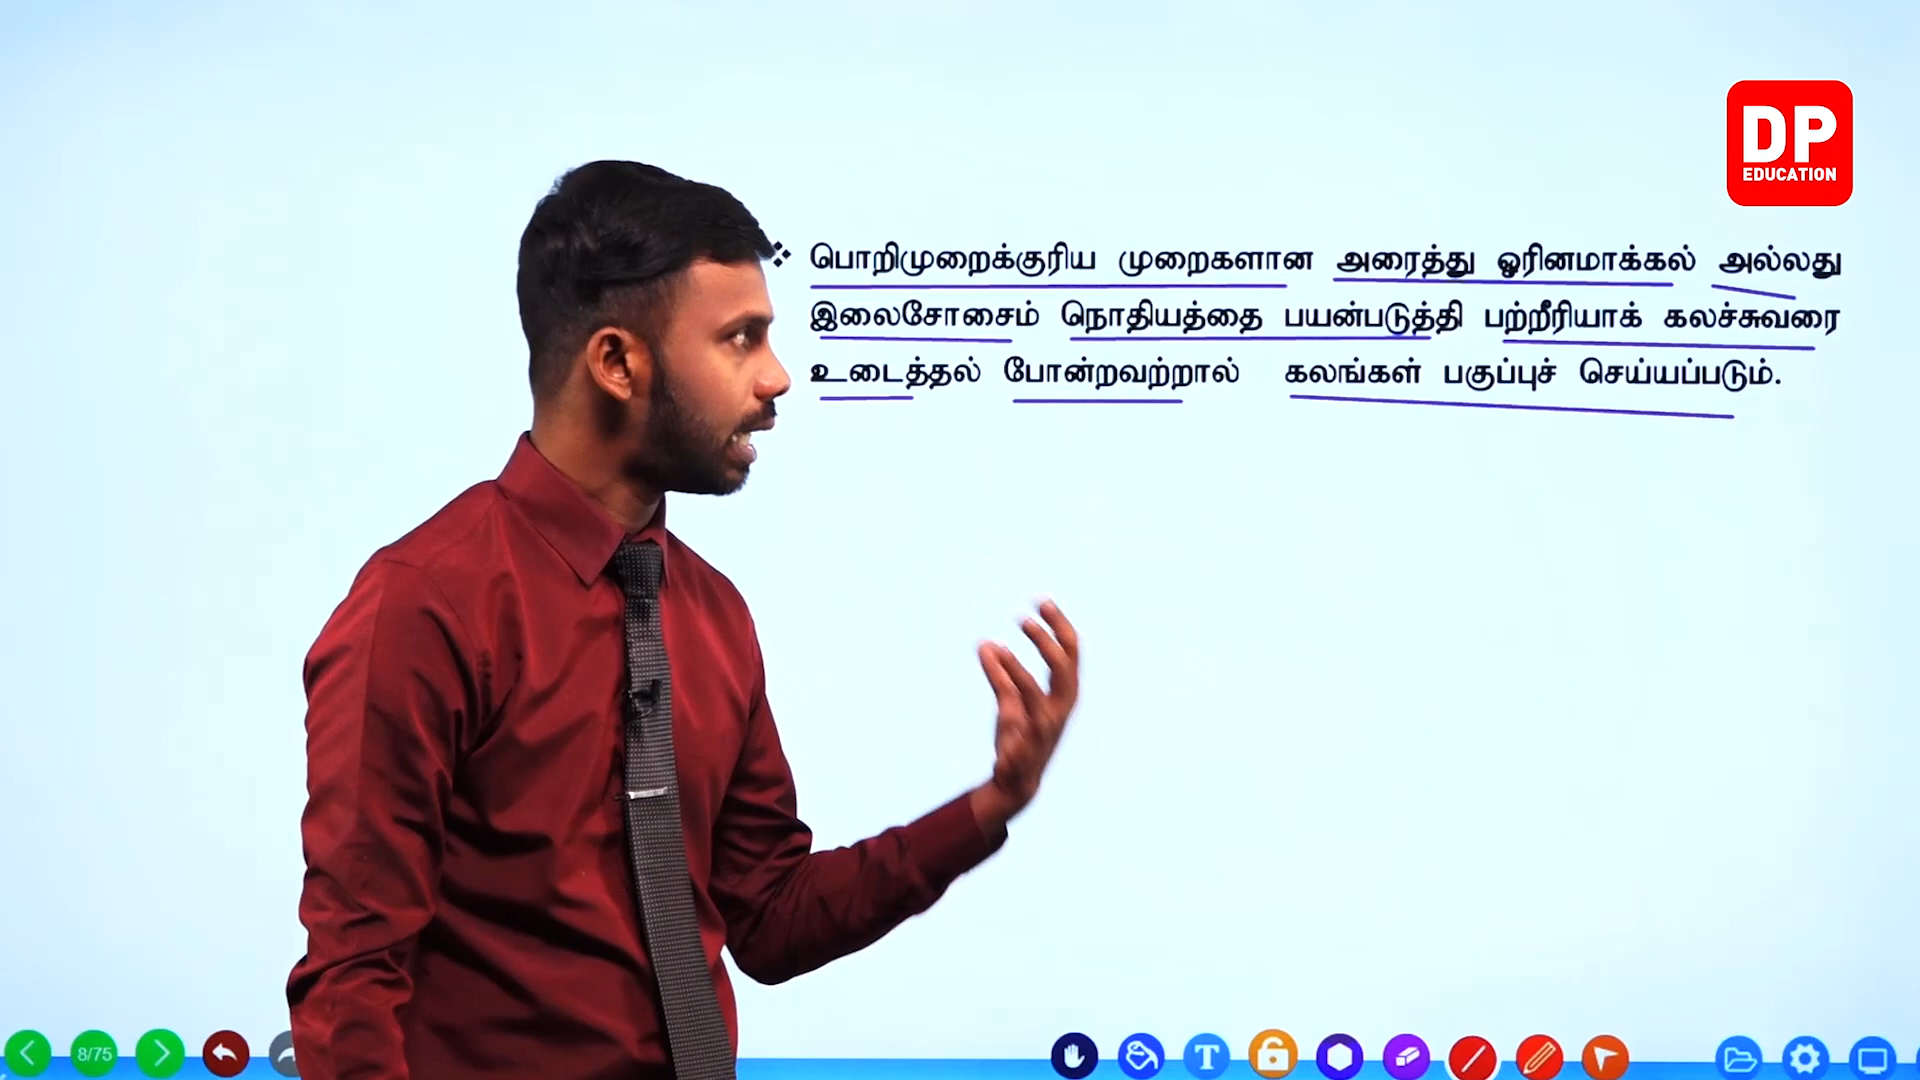 DP
EDUCATION
❖ பொறிமுறைக்குரிய முறைகளான அரைத்து ஓரினமாக்கல் அல்லது
இலைசோசைம் நொதியத்தை பயன்படுத்தி பற்றீரியாக் கலச்சுவரை
உடைத்தல் போன்றவற்றால் கலங்கள் பகுப்புச் செய்யப்படும்.
8/75
T